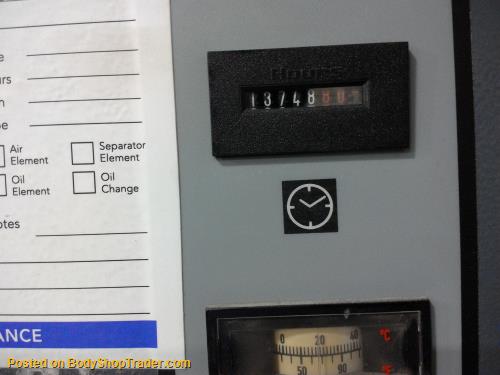 Hours
13748
Air Element
Separator Element
Oil Element
Oil Change
otes
ANCE
0 20 40 °C
50 90 °F
Posted on BodyShopTrader.com